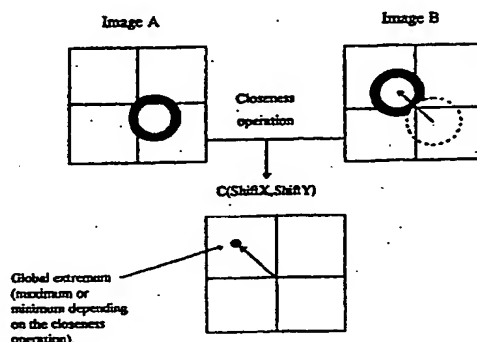 Image A
Image B
Closeness
operation
C(ShiftX,ShiftY)
Global extremum
(maximum or
minimum depending
on the closeness
operation)